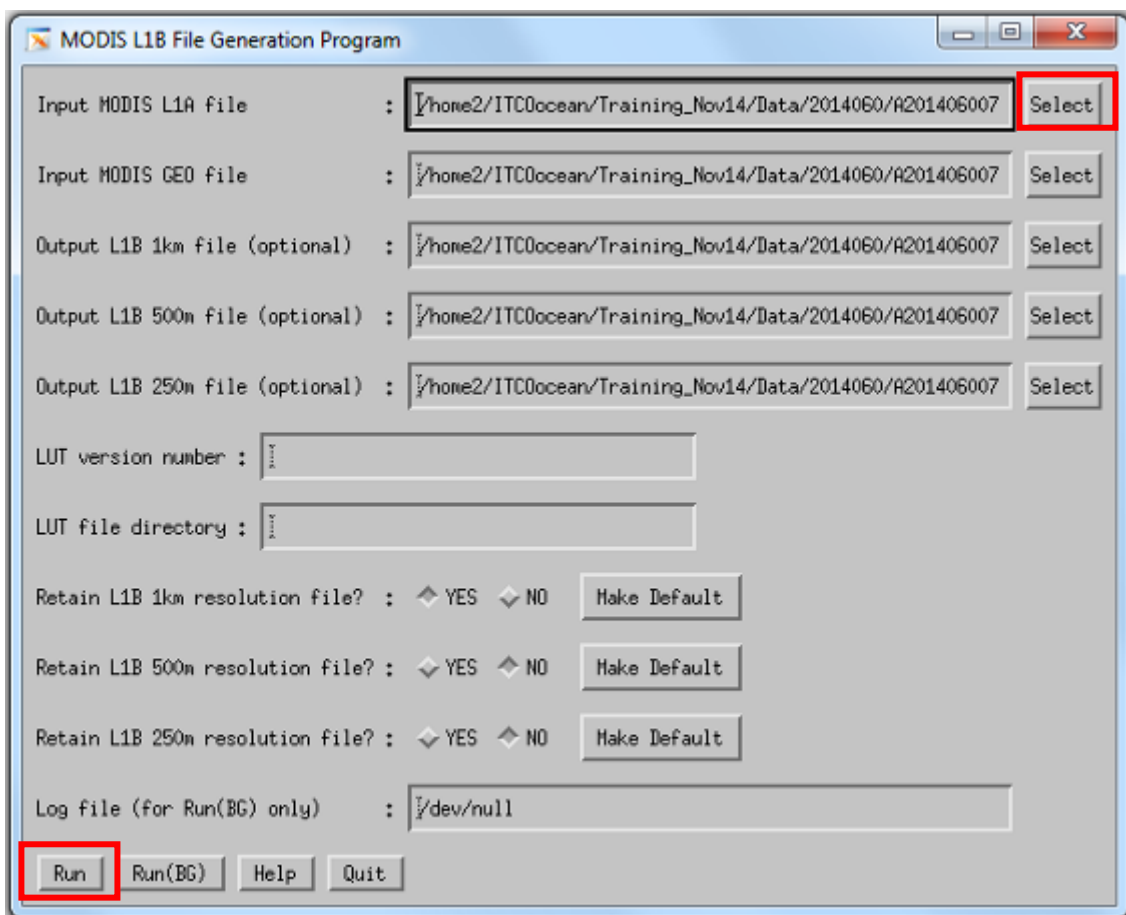 MODIS L1B File Generation Program
Input MODIS L1A file : /home2/ITCOocean/Training_Nov14/Data/2014060/A201406007 Select
Input MODIS GEO file : /home2/ITCOocean/Training_Nov14/Data/2014060/A201406007 Select
Output L1B 1km file (optional) : /home2/ITCOocean/Training_Nov14/Data/2014060/A201406007 Select
Output L1B 500m file (optional) : /home2/ITCOocean/Training_Nov14/Data/2014060/A201406007 Select
Output L1B 250m file (optional) : /home2/ITCOocean/Training_Nov14/Data/2014060/A201406007 Select
LUT version number :
LUT file directory :
Retain L1B 1km resolution file? : YES NO Make Default
Retain L1B 500m resolution file? : YES NO Make Default
Retain L1B 250m resolution file? : YES NO Make Default
Log file (for Run(BG) only) : /dev/null
Run Run(BG) Help Quit